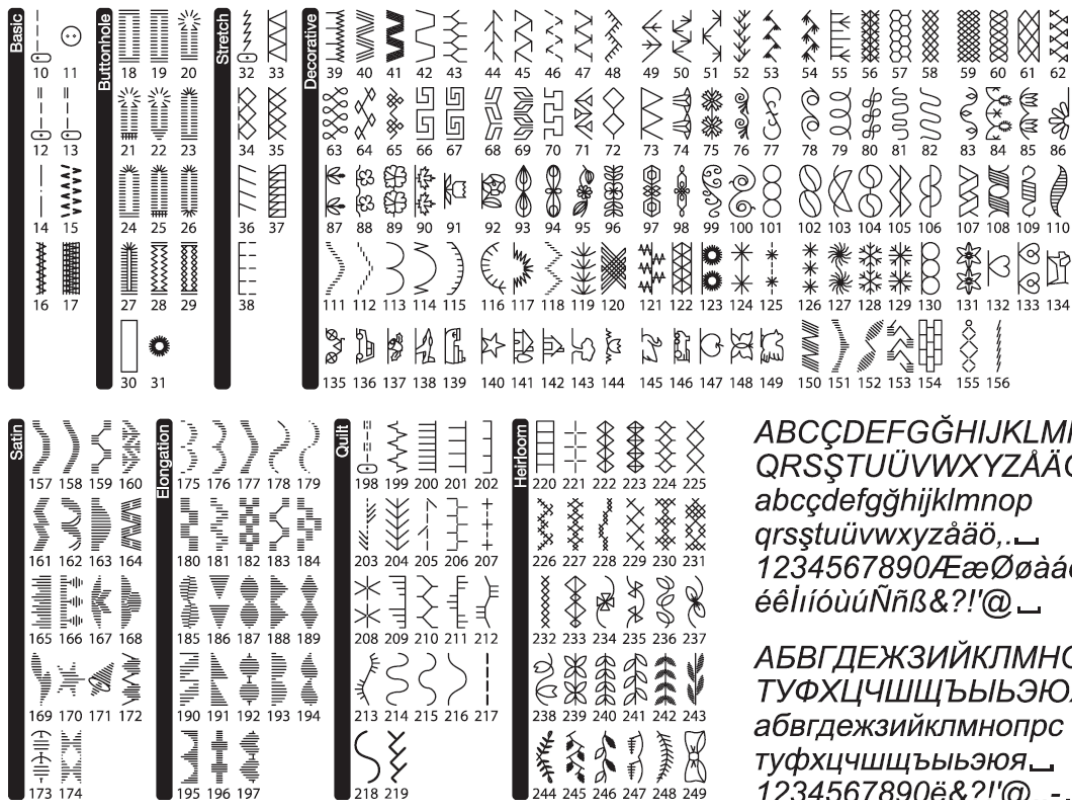 Basic
10 11
12 13
14 15
16 17
Buttonhole
18 19 20
21 22 23
24 25 26
27 28 29
30 31
Stretch
32 33
34 35
36 37
38
Decorative
39 40 41 42 43 44 45 46 47 48 49 50 51 52 53 54 55 56 57 58 59 60 61 62
63 64 65 66 67 68 69 70 71 72 73 74 75 76 77 78 79 80 81 82 83 84 85 86
87 88 89 90 91 92 93 94 95 96 97 98 99 100 101 102 103 104 105 106 107 108 109 110
111 112 113 114 115 116 117 118 119 120 121 122 123 124 125 126 127 128 129 130 131 132 133 134
135 136 137 138 139 140 141 142 143 144 145 146 147 148 149 150 151 152 153 154 155 156
Satin
157 158 159 160
161 162 163 164
165 166 167 168
169 170 171 172
173 174
Elongation
175 176 177 178 179
180 181 182 183 184
185 186 187 188 189
190 191 192 193 194
195 196 197
Quilt
198 199 200 201 202
203 204 205 206 207
208 209 210 211 212
213 214 215 216 217
218 219
Heirloom
220 221 222 223 224 225
226 227 228 229 230 231
232 233 234 235 236 237
238 239 240 241 242 243
244 245 246 247 248 249
ABCÇDEFGĞHIJKLM
QRSŞTUÜVWXYZÅÄ
abcçdefgğhijklmnop
qrsştuüvwxyzåäö,.
1234567890ÆæØøàá
éêİıíóùúÑñß&?!'@
АБВГДЕЖЗИЙКЛМН
ТУФХЦЧШЩЪЫЬЭЮ
абвгдежзийклмнопрс
туфхцчшщъыьэюя
1234567890ё&?!'@,.-